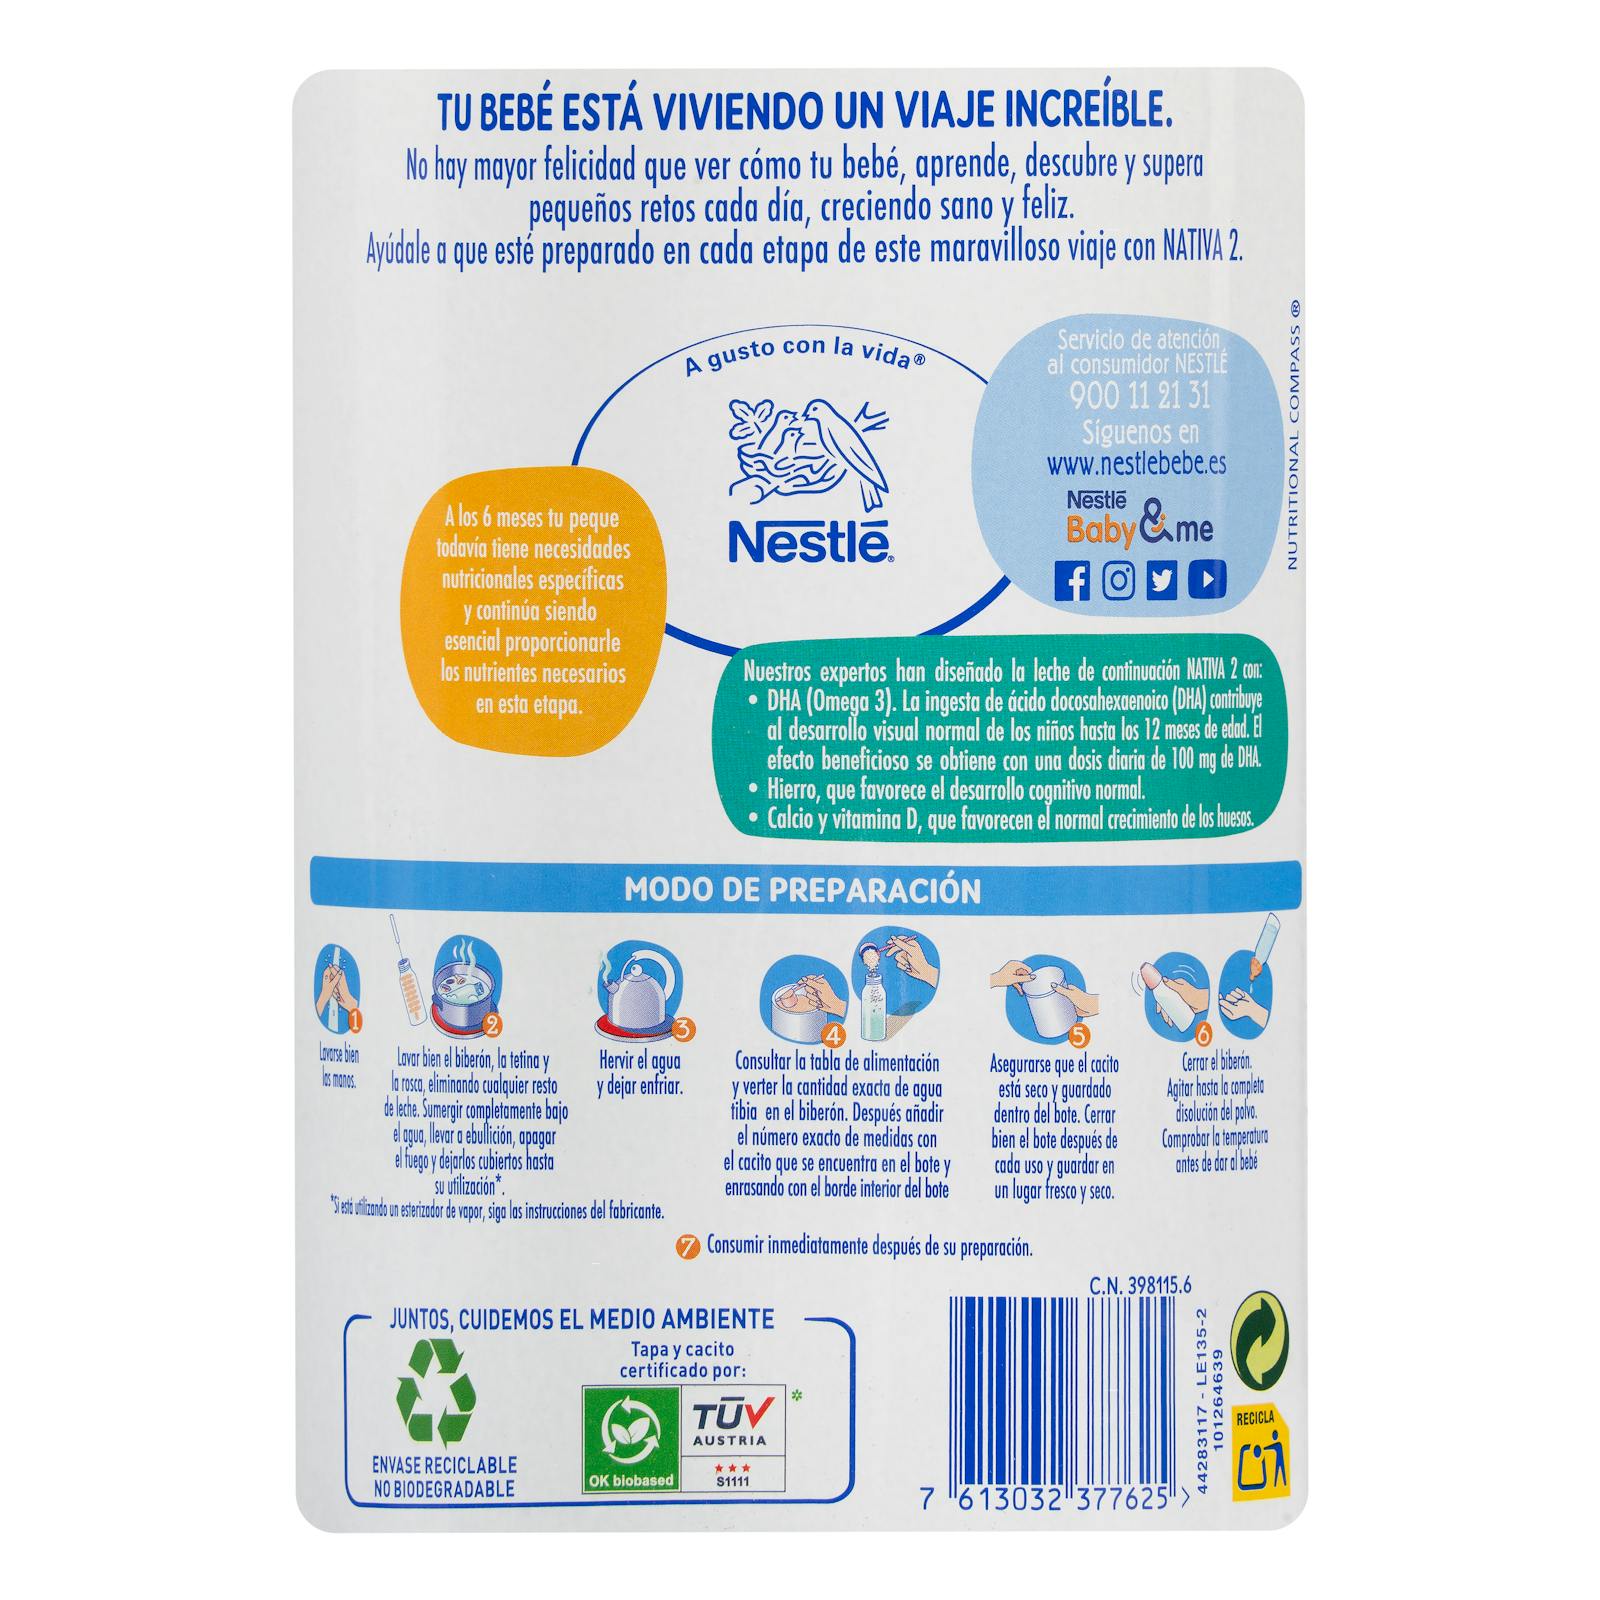 TU BEBÉ ESTÁ VIVIENDO UN VIAJE INCREÍBLE.
No hay mayor felicidad que ver cómo tu bebé, aprende, descubre y supera
pequeños retos cada día, creciendo sano y feliz.
Ayúdale a que esté preparado en cada etapa de este maravilloso viaje con NATIVA 2.
A gusto con la vida®
Nestlé®
Servicio de atención
al consumidor NESTLÉ
900 11 21 31
Síguenos en
www.nestlebebe.es
Nestlé
Baby & me
NUTRITIONAL COMPASS ®
A los 6 meses tu peque
todavía tiene necesidades
nutricionales específicas
y continúa siendo
esencial proporcionarle
los nutrientes necesarios
en esta etapa.
Nuestros expertos han diseñado la leche de continuación NATIVA 2 con:
• DHA (Omega 3). La ingesta de ácido docosahexaenoico (DHA) contribuye
al desarrollo visual normal de los niños hasta los 12 meses de edad. El
efecto beneficioso se obtiene con una dosis diaria de 100 mg de DHA.
• Hierro, que favorece el desarrollo cognitivo normal.
• Calcio y vitamina D, que favorecen el normal crecimiento de los huesos.
MODO DE PREPARACIÓN
1
Lavarse bien
las manos.
2
Lavar bien el biberón, la tetina y
la rosca, eliminando cualquier resto
de leche. Sumergir completamente bajo
el agua, llevar a ebullición, apagar
el fuego y dejarlos cubiertos hasta
su utilización*.
*Si está utilizando un esterizador de vapor, siga las instrucciones del fabricante.
3
Hervir el agua
y dejar enfriar.
4
Consultar la tabla de alimentación
y verter la cantidad exacta de agua
tibia en el biberón. Después añadir
el número exacto de medidas con
el cacito que se encuentra en el bote y
enrasando con el borde interior del bote
5
Asegurarse que el cacito
está seco y guardado
dentro del bote. Cerrar
bien el bote después de
cada uso y guardar en
un lugar fresco y seco.
6
Cerrar el biberón.
Agitar hasta la completa
disolución del polvo.
Comprobar la temperatura
antes de dar al bebé
7 Consumir inmediatamente después de su preparación.
JUNTOS, CUIDEMOS EL MEDIO AMBIENTE
ENVASE RECICLABLE
NO BIODEGRADABLE
Tapa y cacito
certificado por:
OK biobased
TÜV
AUSTRIA
S1111
*
C.N. 398115.6
7 613032 377625 >
44283117 - LE135-2
101264639
RECICLA